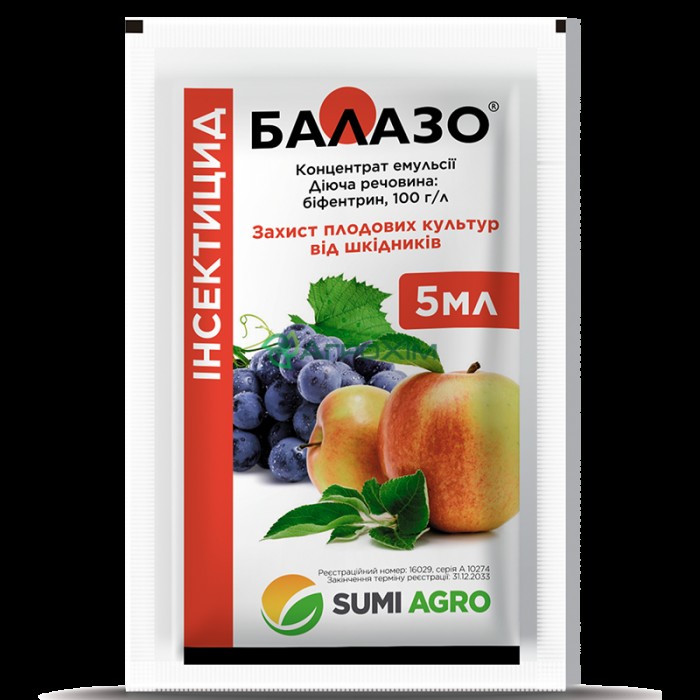 ІНСЕКТИЦИД
БАЛАЗО®
Концентрат емульсії
Діюча речовина:
біфентрин, 100 г/л
Захист плодових культур
від шкідників
5мл
АГРОХІМ
Реєстраційний номер: 16029, серія А 10274
Закінчення терміну реєстрації: 31.12.2033
SUMI AGRO